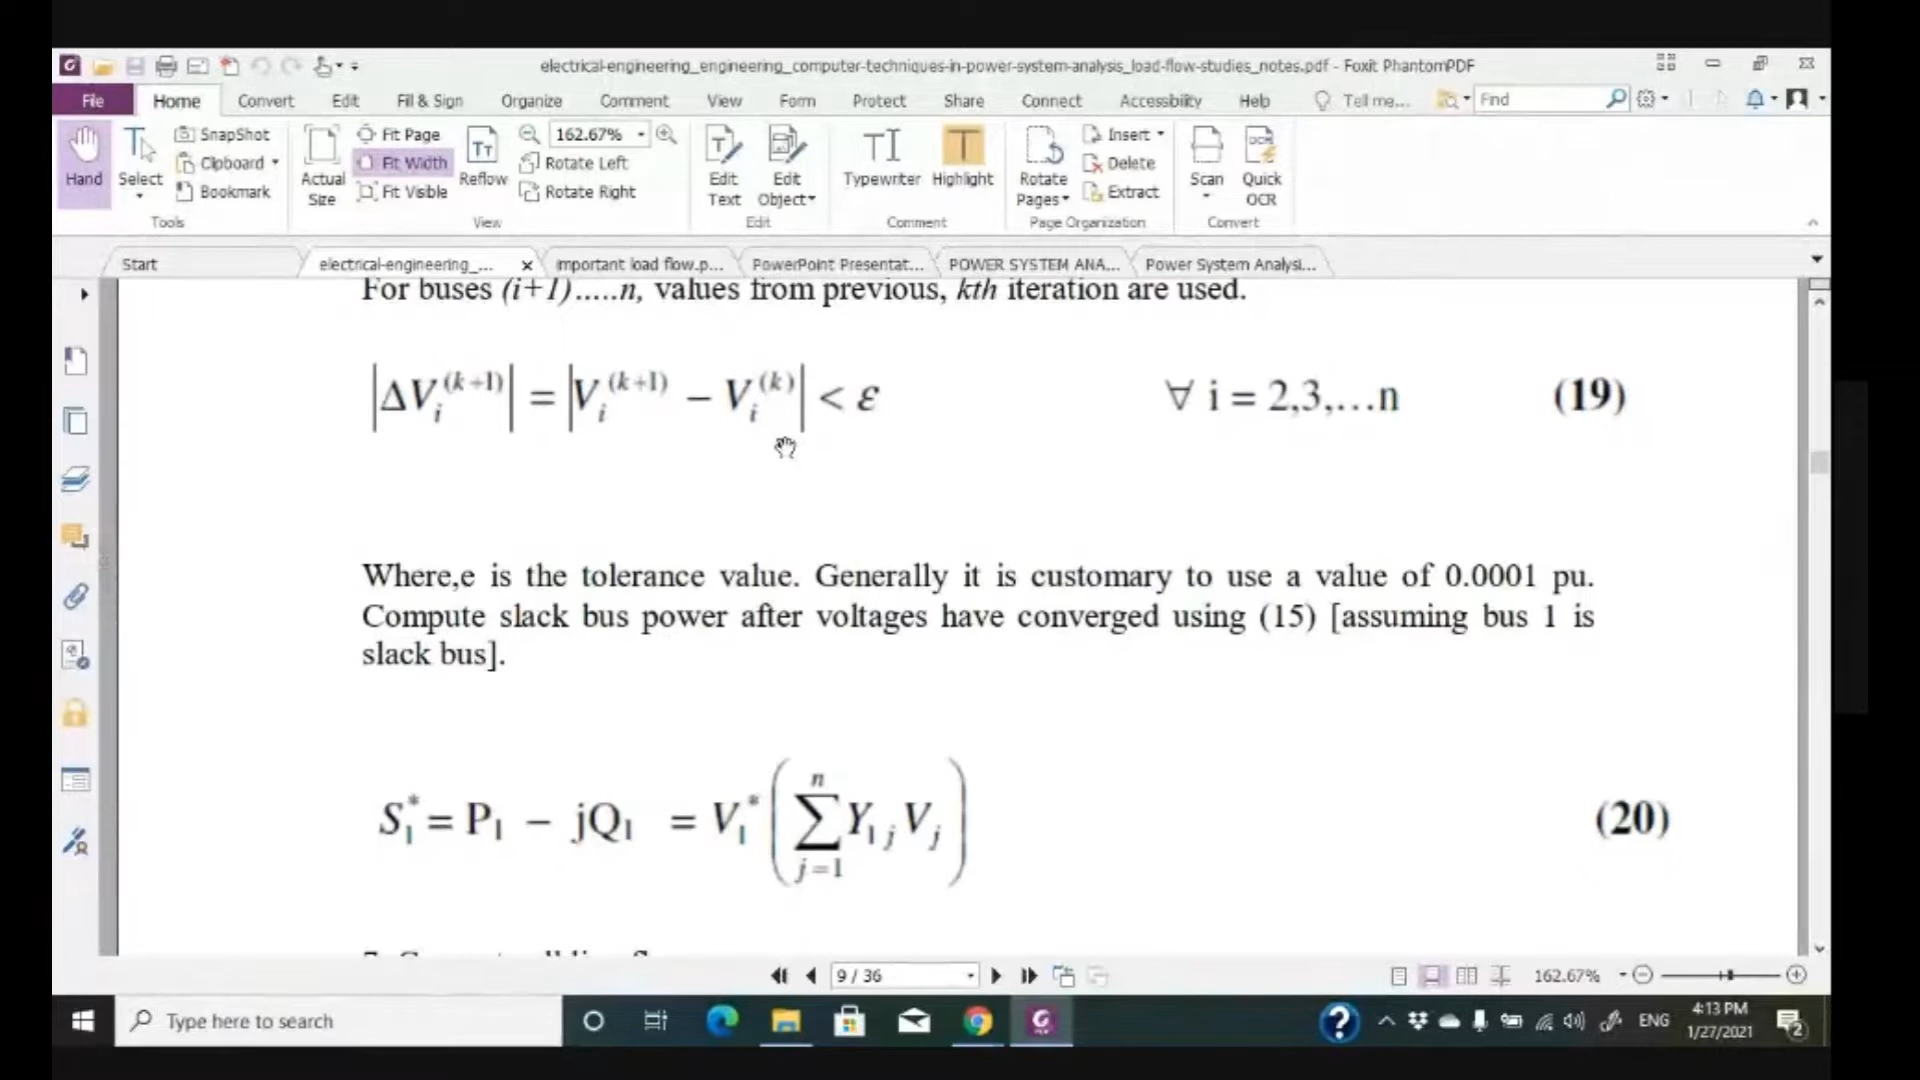 electrical-engineering_engineering_computer-techniques-in-power-system-analysis_load-flow-studies_notes.pdf - Foxit PhantomPDF
File Home Convert Edit Fill & Sign Organize Comment View Form Protect Share Connect Accessibility Help Tell me... Find
Hand
Select
SnapShot
Clipboard
Bookmark
Tools
Actual Size
Fit Page
Fit Width
Fit Visible
Reflow
162.67%
Rotate Left
Rotate Right
View
Edit Text
Edit Object
Edit
Typewriter
Highlight
Comment
Rotate Pages
Insert
Delete
Extract
Page Organization
Scan
Quick OCR
Convert
Start electrical-engineering_... x important load flow.p... PowerPoint Presentat... POWER SYSTEM ANA... Power System Analysi...
For buses (i+1).....n, values from previous, kth iteration are used.
|ΔV_i^(k+1)| = |V_i^(k+1) − V_i^(k)| < ε ∀ i = 2,3,…n (19)
Where,e is the tolerance value. Generally it is customary to use a value of 0.0001 pu.
Compute slack bus power after voltages have converged using (15) [assuming bus 1 is
slack bus].
S_1^* = P_1 − jQ_1 = V_1^* (∑_{j=1}^{n} Y_{1j} V_j) (20)
9 / 36 162.67%
Type here to search
ENG
4:13 PM
1/27/2021
2